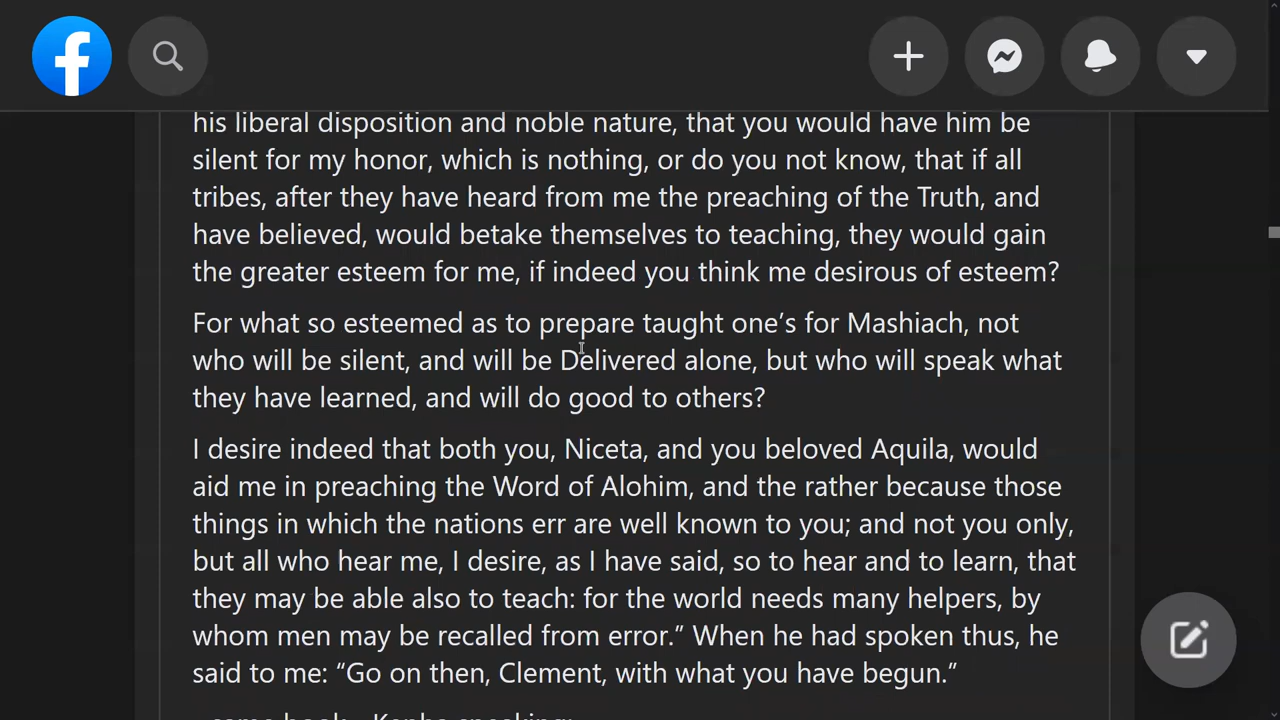 his liberal disposition and noble nature, that you would have him be
silent for my honor, which is nothing, or do you not know, that if all
tribes, after they have heard from me the preaching of the Truth, and
have believed, would betake themselves to teaching, they would gain
the greater esteem for me, if indeed you think me desirous of esteem?
For what so esteemed as to prepare taught one’s for Mashiach, not
who will be silent, and will be Delivered alone, but who will speak what
they have learned, and will do good to others?
I desire indeed that both you, Niceta, and you beloved Aquila, would
aid me in preaching the Word of Alohim, and the rather because those
things in which the nations err are well known to you; and not you only,
but all who hear me, I desire, as I have said, so to hear and to learn, that
they may be able also to teach: for the world needs many helpers, by
whom men may be recalled from error.” When he had spoken thus, he
said to me: “Go on then, Clement, with what you have begun.”